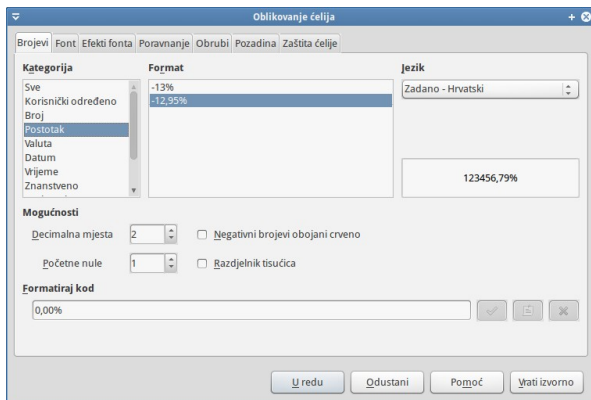 Oblikovanje ćelija
Brojevi Font Efekti fonta Poravnanje Obrubi Pozadina Zaštita ćelije
Kategorija Format Jezik
Sve
Korisnički određeno
Broj
Postotak
Valuta
Datum
Vrijeme
Znanstveno
-13%
-12,95%
Zadano - Hrvatski
123456,79%
Mogućnosti
Decimalna mjesta 2 Negativni brojevi obojani crveno
Početne nule 1 Razdjelnik tisućica
Formatiraj kod
0,00%
U redu Odustani Pomoć Vrati izvorno